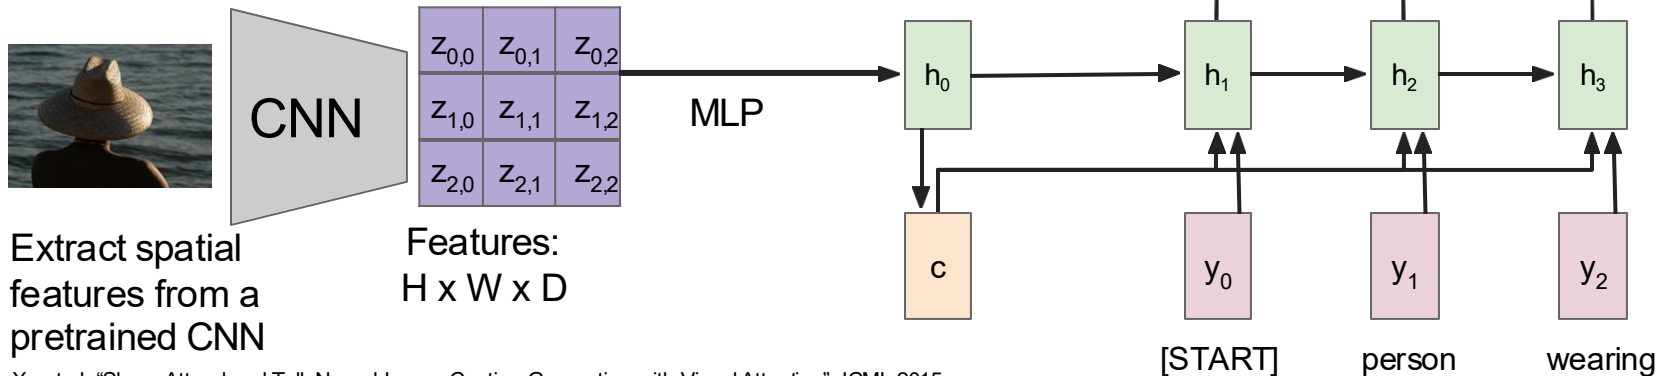 CNN
z0,0 z0,1 z0,2
z1,0 z1,1 z1,2
z2,0 z2,1 z2,2
MLP
h0
h1
h2
h3
Extract spatial
features from a
pretrained CNN
Features:
H x W x D
c
y0
y1
y2
[START]
person
wearing